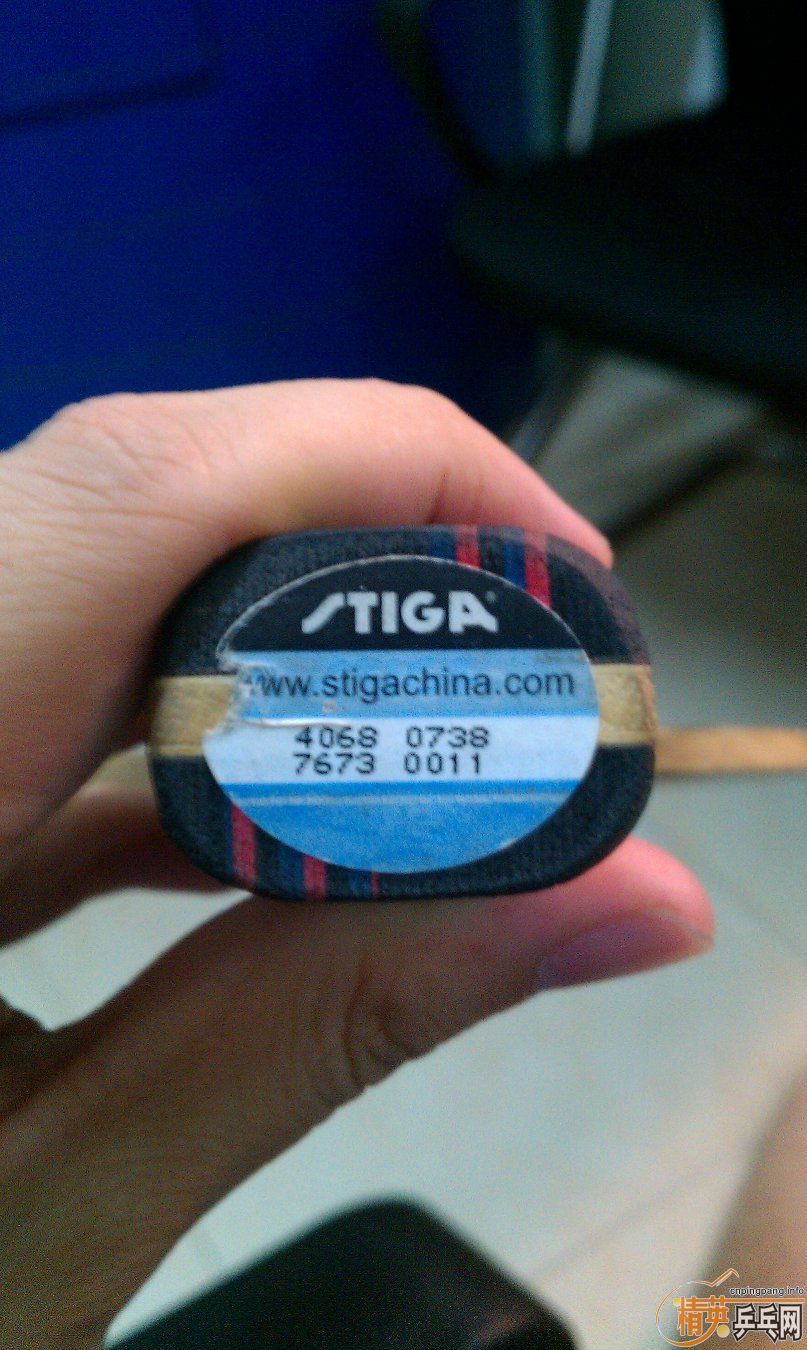 STIGA
www.stigachina.com
4068 0738
7673 0011
cnpingpang.info
精英乒乓网